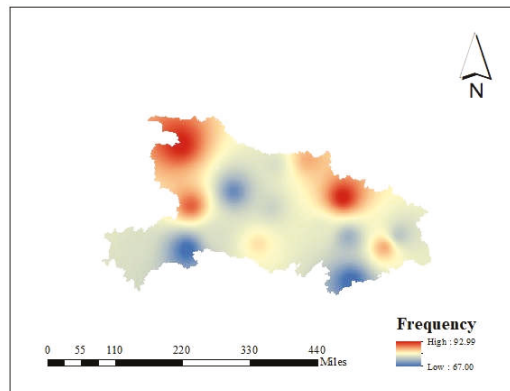 N
Frequency
High : 92.99
Low : 67.00
0 55 110 220 330 440
Miles